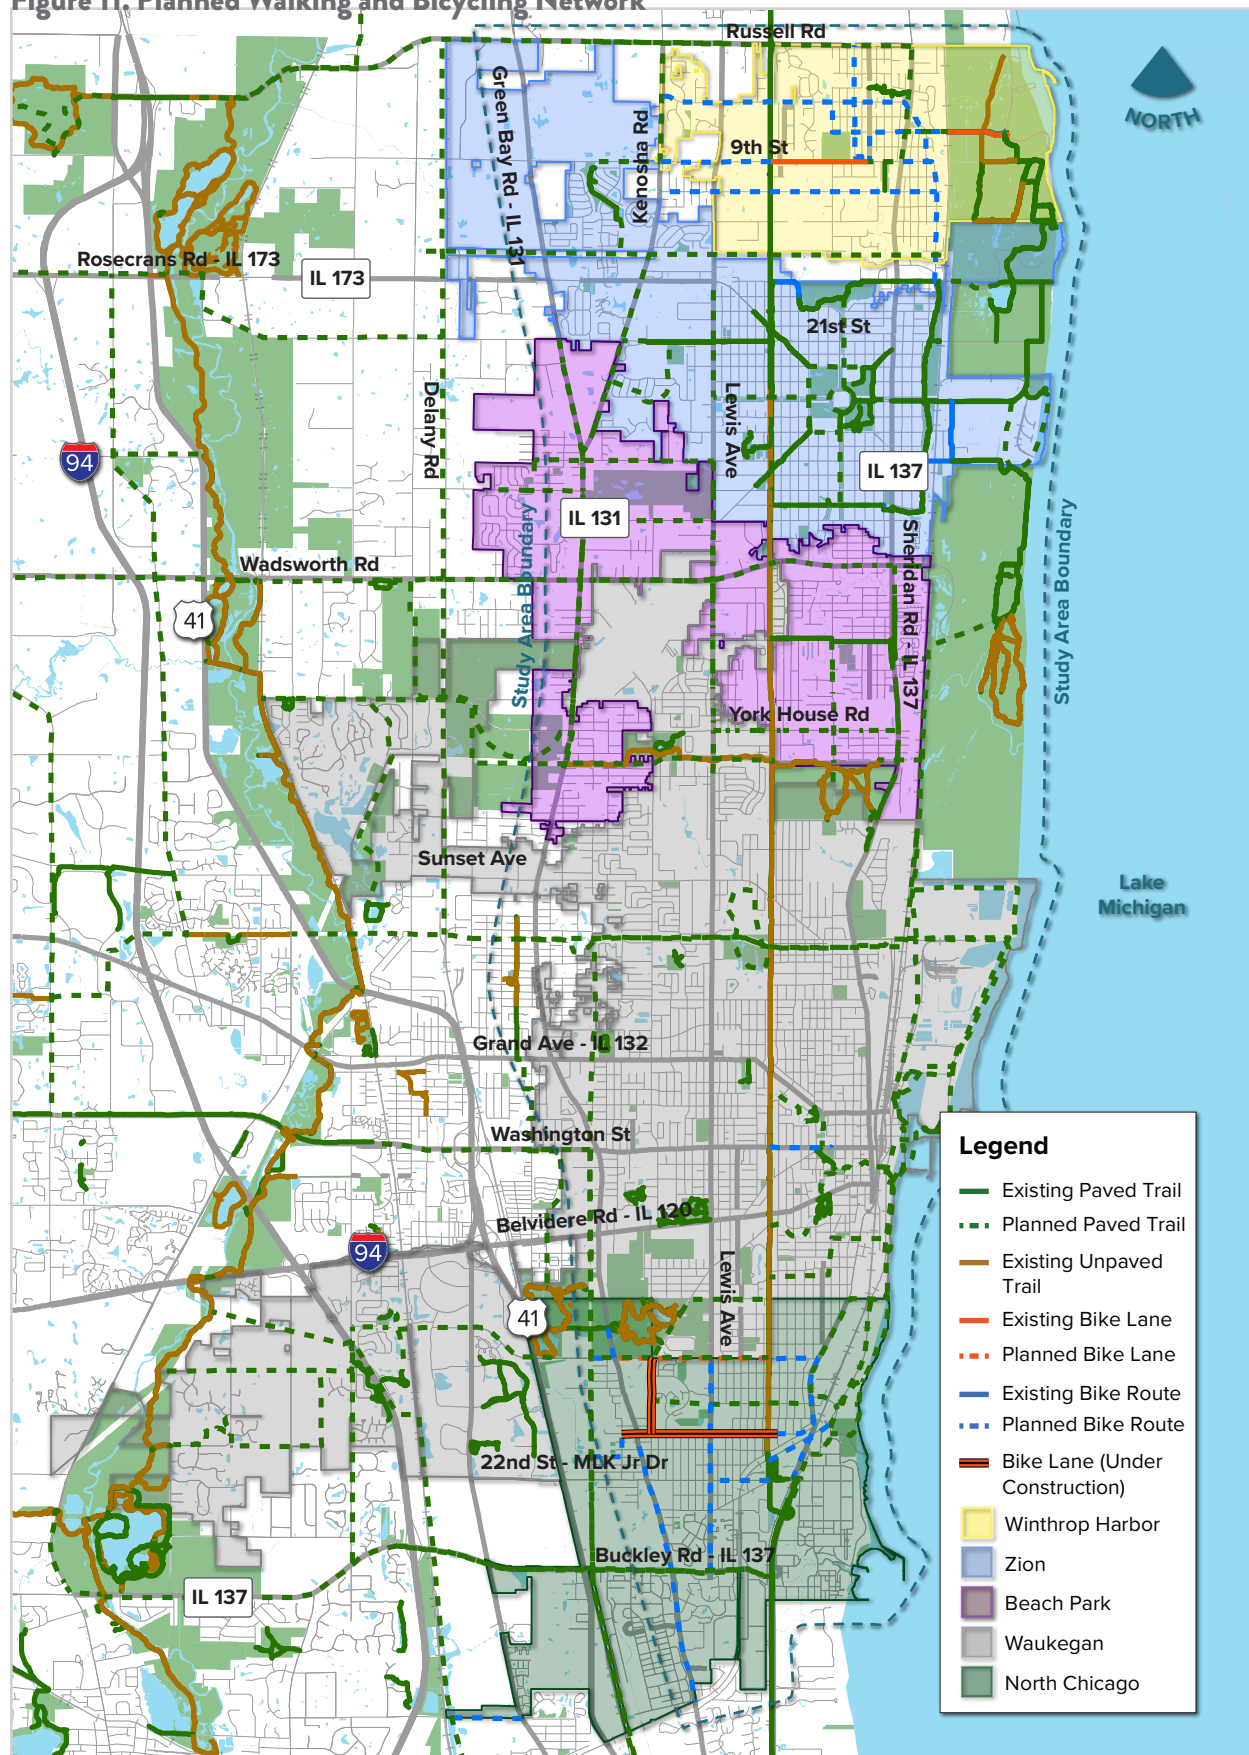 Figure 11. Planned Walking and Bicycling Network
Russell Rd
NORTH
Green Bay Rd - IL 131
Kenosha Rd
9th St
Rosecrans Rd - IL 173
IL 173
21st St
Delany Rd
Lewis Ave
94
IL 137
IL 131
Study Area Boundary
Sheridan Rd - IL 137
Study Area Boundary
Wadsworth Rd
41
York House Rd
Sunset Ave
Lake
Michigan
Grand Ave - IL 132
Washington St
Belvidere Rd - IL 120
94
Lewis Ave
41
22nd St - MLK Jr Dr
Buckley Rd - IL 137
IL 137
Legend
Existing Paved Trail
Planned Paved Trail
Existing Unpaved
Trail
Existing Bike Lane
Planned Bike Lane
Existing Bike Route
Planned Bike Route
Bike Lane (Under
Construction)
Winthrop Harbor
Zion
Beach Park
Waukegan
North Chicago